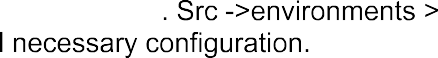 . Src ->environments >
l necessary configuration.